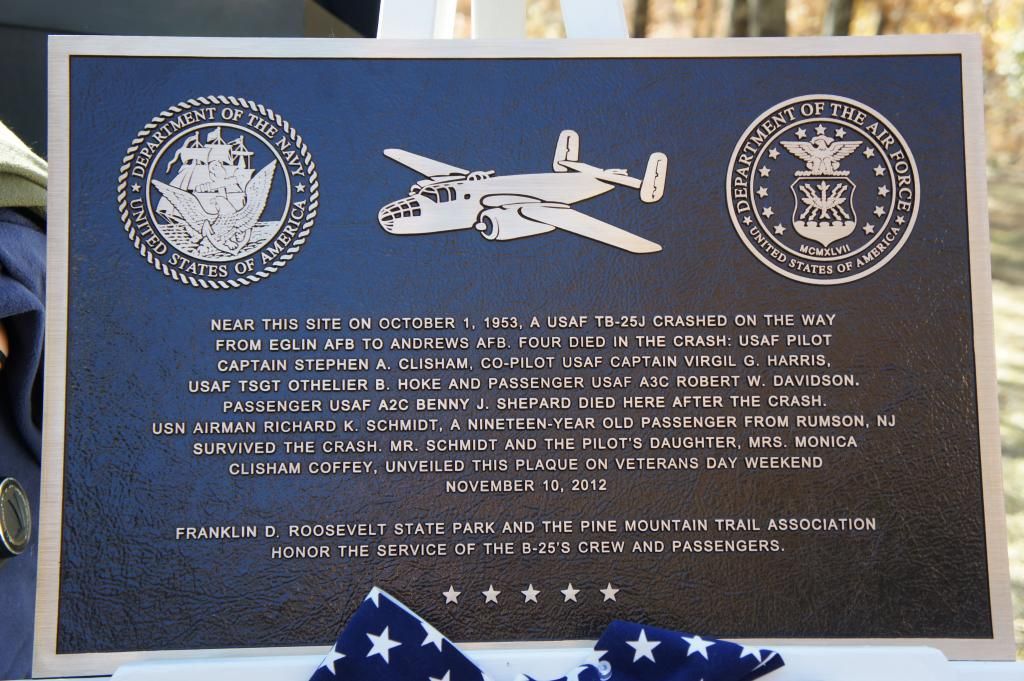 DEPARTMENT OF THE NAVY
UNITED STATES OF AMERICA
DEPARTMENT OF THE AIR FORCE
MCMXLVII
UNITED STATES OF AMERICA
NEAR THIS SITE ON OCTOBER 1, 1953, A USAF TB-25J CRASHED ON THE WAY
FROM EGLIN AFB TO ANDREWS AFB. FOUR DIED IN THE CRASH: USAF PILOT
CAPTAIN STEPHEN A. CLISHAM, CO-PILOT USAF CAPTAIN VIRGIL G. HARRIS,
USAF TSGT OTHELIER B. HOKE AND PASSENGER USAF A3C ROBERT W. DAVIDSON.
PASSENGER USAF A2C BENNY J. SHEPARD DIED HERE AFTER THE CRASH.
USN AIRMAN RICHARD K. SCHMIDT, A NINETEEN-YEAR OLD PASSENGER FROM RUMSON, NJ
SURVIVED THE CRASH. MR. SCHMIDT AND THE PILOT'S DAUGHTER, MRS. MONICA
CLISHAM COFFEY, UNVEILED THIS PLAQUE ON VETERANS DAY WEEKEND
NOVEMBER 10, 2012
FRANKLIN D. ROOSEVELT STATE PARK AND THE PINE MOUNTAIN TRAIL ASSOCIATION
HONOR THE SERVICE OF THE B-25'S CREW AND PASSENGERS.